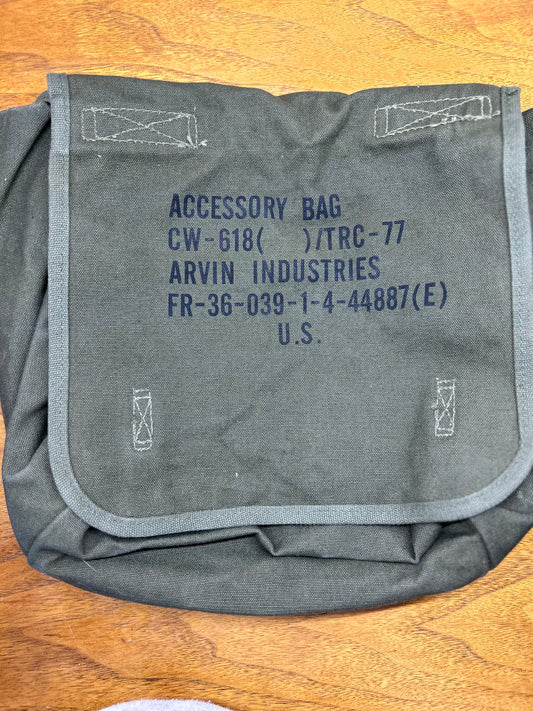 ACCESSORY BAG
CW-618( )/TRC-77
ARVIN INDUSTRIES
FR-36-039-1-4-44887(E)
U.S.